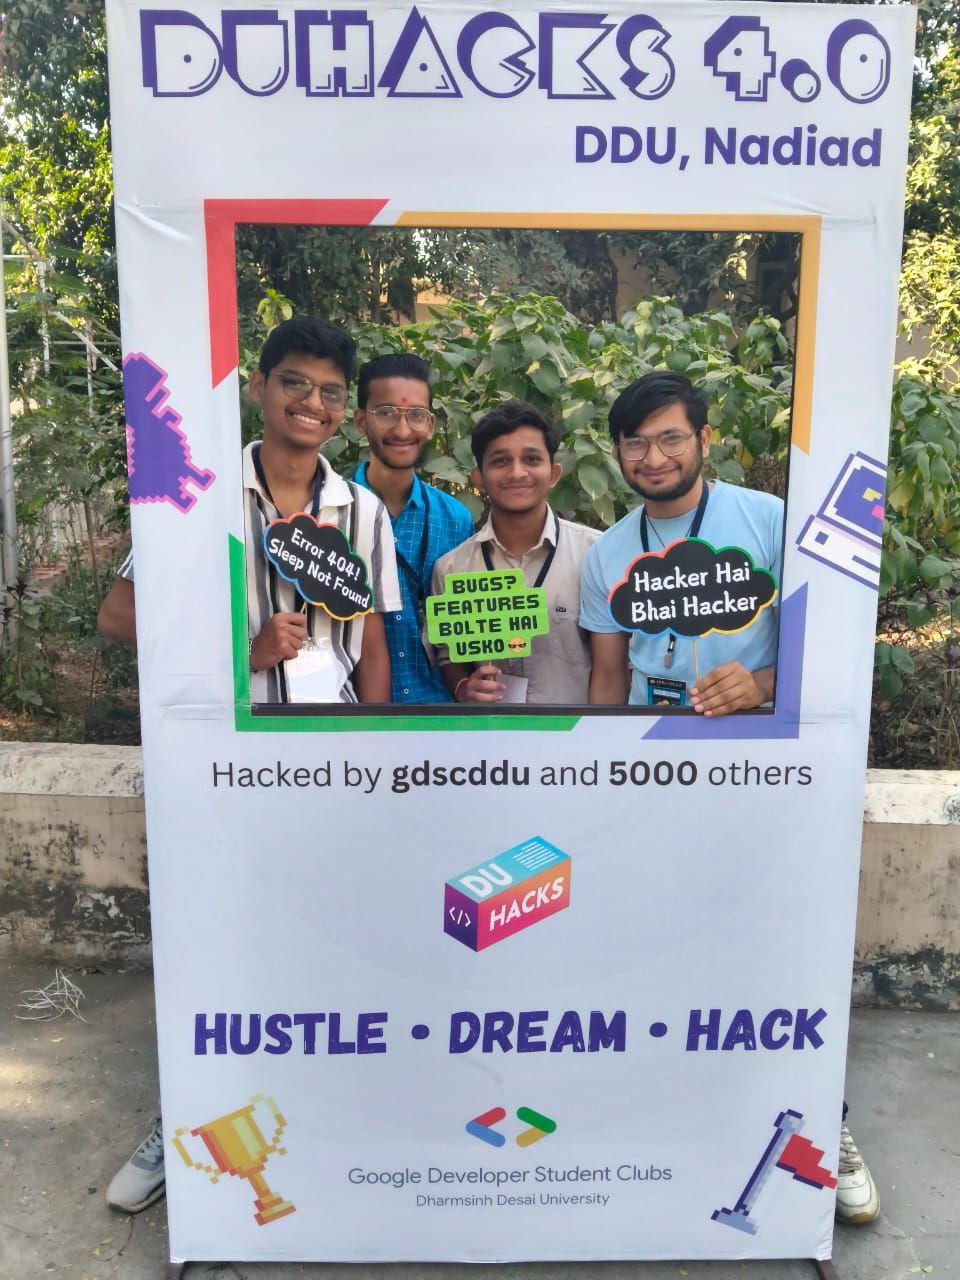 DUHACKS 4.0
DDU, Nadiad
Error 404!
Sleep Not Found
BUGS?
FEATURES
BOLTE HAI
USKO
Hacker Hai
Bhai Hacker
Hacked by gdscddu and 5000 others
DU
</> HACKS
HUSTLE • DREAM • HACK
Google Developer Student Clubs
Dharmsinh Desai University